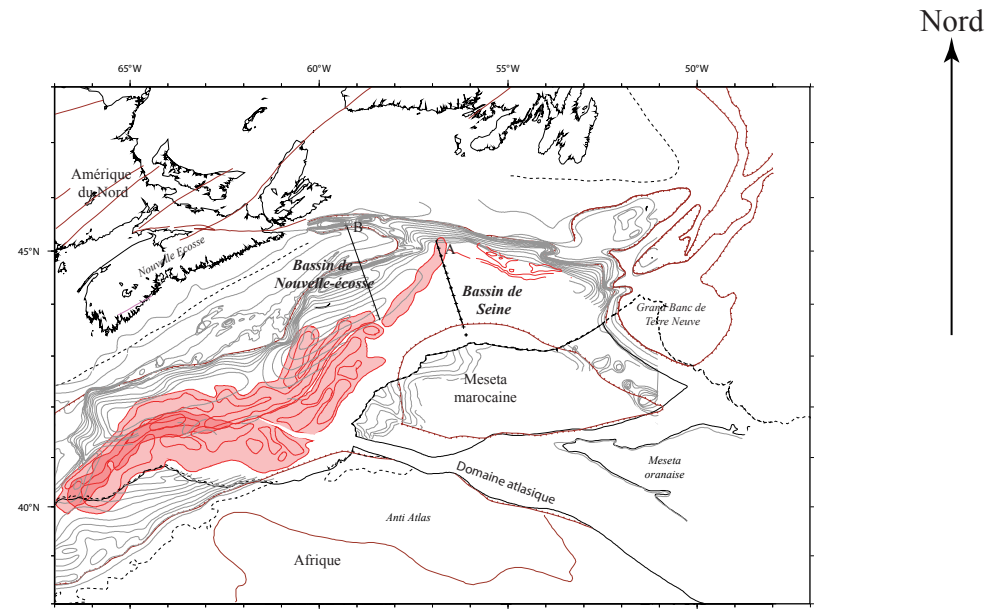 Nord
65°W
60°W
55°W
50°W
Amérique
du Nord
45°N
Nouvelle Ecosse
B
A
Bassin de
Nouvelle-écosse
Bassin de
Seine
Grand Banc de
Terre Neuve
Meseta
marocaine
Meseta
oranaise
Domaine atlasique
40°N
Anti Atlas
Afrique